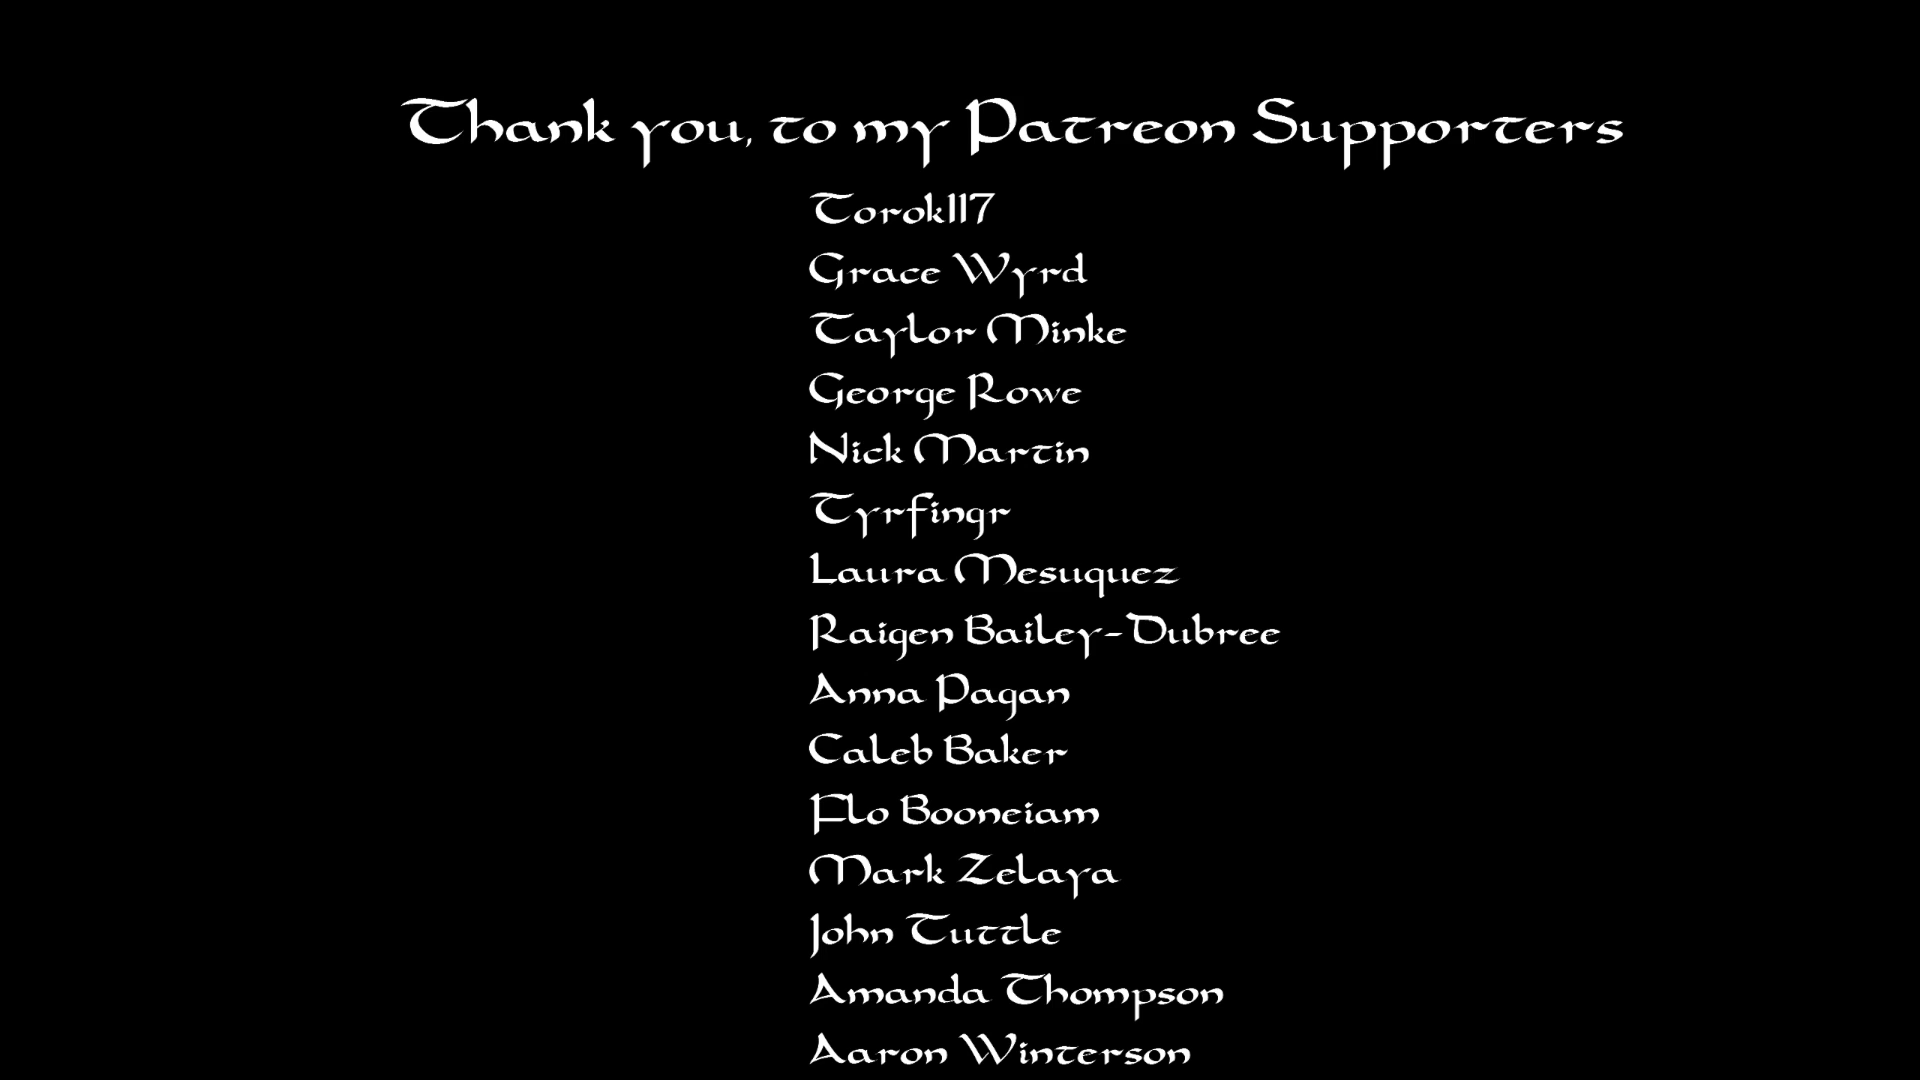 Thank you, to my Patreon Supporters
Torok117
Grace Wyrd
Taylor Minke
George Rowe
Nick Martin
Tyrfingr
Laura Mesuquez
Raigen Bailey-Dubree
Anna Pagan
Caleb Baker
Flo Booneiam
Mark Zelaya
John Tuttle
Amanda Thompson
Aaron Winterson